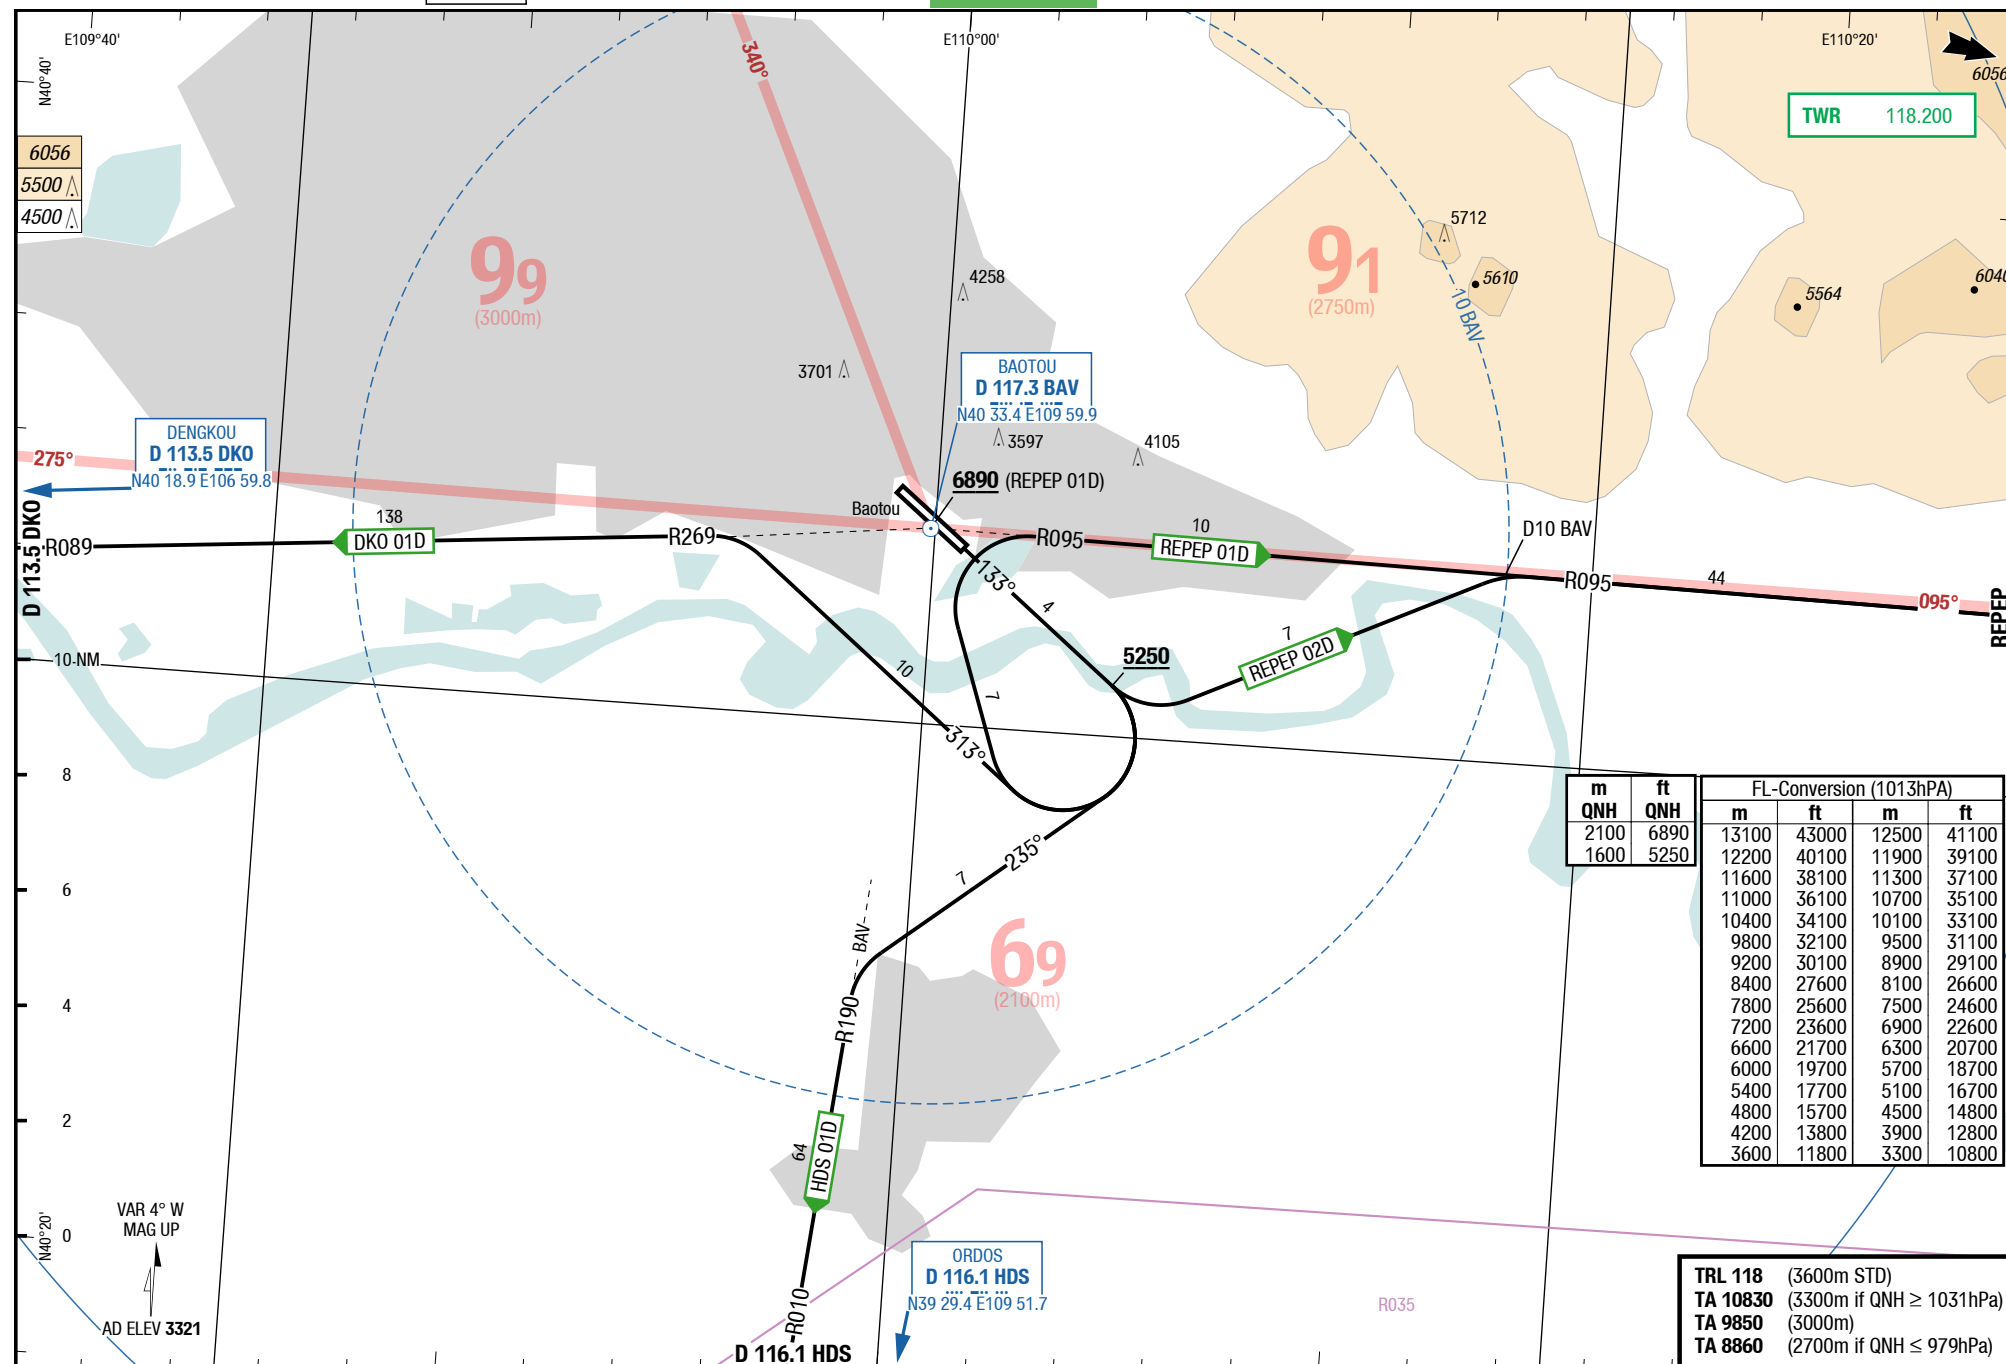 E109°40'
E110°00'
E110°20'
N40°40'
340°
6056
TWR 118.200
6056
5500
4500
99
(3000m)
91
(2750m)
5712
5610
10 BAV
5564
6040
4258
3701
BAOTOU
D 117.3 BAV
N40 33.4 E109 59.9
3597
4105
DENGKOU
D 113.5 DKO
N40 18.9 E106 59.8
275°
6890 (REPEP 01D)
Baotou
D 113.5 DKO
R089
138
DKO 01D
R269
R095
10
REPEP 01D
D10 BAV
R095
44
095°
REPEP
133°
4
7
REPEP 02D
5250
10 NM
10
7
313°
8
6
4
2
0
235°
7
BAV
R190
69
(2100m)
64
HDS 01D
R010
D 116.1 HDS
m ft
QNH QNH
2100 6890
1600 5250
FL-Conversion (1013hPA)
m ft m ft
13100 43000 12500 41100
12200 40100 11900 39100
11600 38100 11300 37100
11000 36100 10700 35100
10400 34100 10100 33100
9800 32100 9500 31100
9200 30100 8900 29100
8400 27600 8100 26600
7800 25600 7500 24600
7200 23600 6900 22600
6600 21700 6300 20700
6000 19700 5700 18700
5400 17700 5100 16700
4800 15700 4500 14800
4200 13800 3900 12800
3600 11800 3300 10800
N40°20'
VAR 4° W
MAG UP
AD ELEV 3321
ORDOS
D 116.1 HDS
N39 29.4 E109 51.7
R035
TRL 118 (3600m STD)
TA 10830 (3300m if QNH ≥ 1031hPa)
TA 9850 (3000m)
TA 8860 (2700m if QNH ≤ 979hPa)